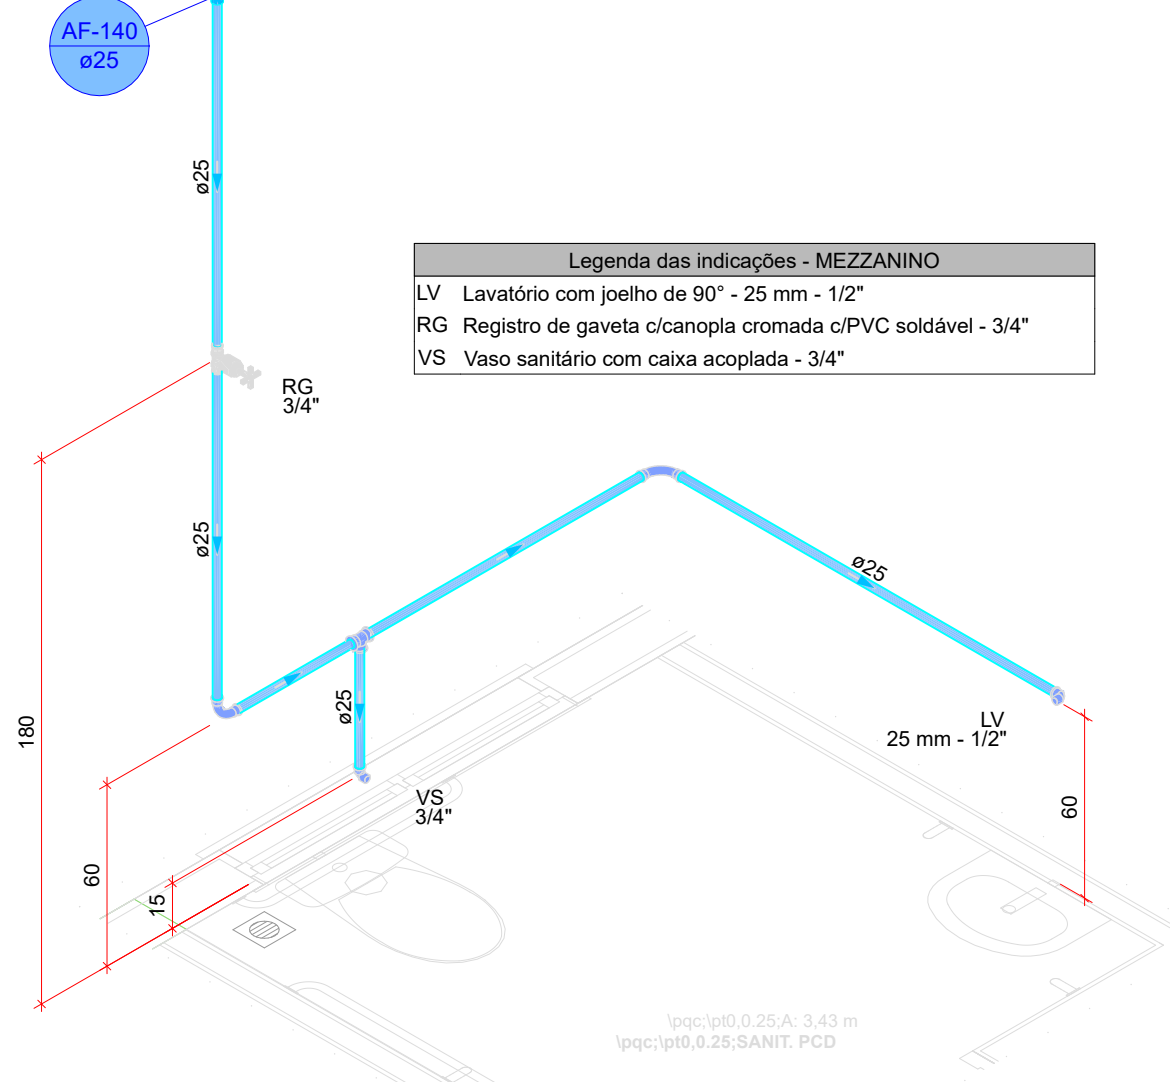 AF-140
ø25
ø25
Legenda das indicações - MEZZANINO
LV Lavatório com joelho de 90° - 25 mm - 1/2"
RG Registro de gaveta c/canopla cromada c/PVC soldável - 3/4"
VS Vaso sanitário com caixa acoplada - 3/4"
RG
3/4"
ø25
ø25
ø25
180
LV
25 mm - 1/2"
VS
3/4"
60
60
15
\pqc;\pt0,0.25;A: 3,43 m
\pqc;\pt0,0.25;SANIT. PCD